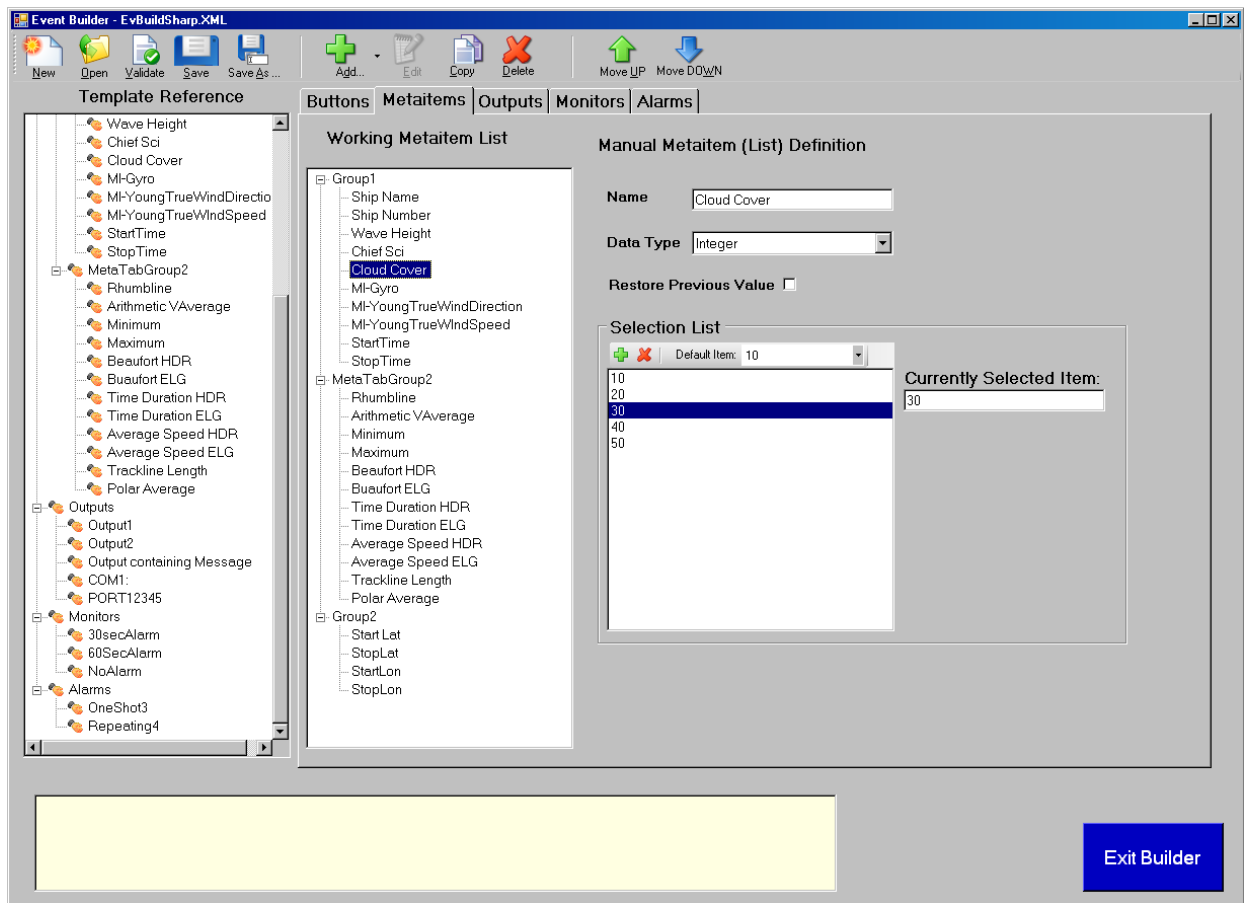 Event Builder - EvBuildSharp.XML
New Open Validate Save Save As ... Add... Edit Copy Delete Move UP Move DOWN
Template Reference
Wave Height
Chief Sci
Cloud Cover
MI-Gyro
MI-YoungTrueWindDirectio
MI-YoungTrueWIndSpeed
StartTime
StopTime
MetaTabGroup2
Rhumbline
Arithmetic VAverage
Minimum
Maximum
Beaufort HDR
Buaufort ELG
Time Duration HDR
Time Duration ELG
Average Speed HDR
Average Speed ELG
Trackline Length
Polar Average
Outputs
Output1
Output2
Output containing Message
COM1:
PORT12345
Monitors
30secAlarm
60SecAlarm
NoAlarm
Alarms
OneShot3
Repeating4
Buttons Metaitems Outputs Monitors Alarms
Working Metaitem List
Group1
Ship Name
Ship Number
Wave Height
Chief Sci
Cloud Cover
MI-Gyro
MI-YoungTrueWindDirection
MI-YoungTrueWIndSpeed
StartTime
StopTime
MetaTabGroup2
Rhumbline
Arithmetic VAverage
Minimum
Maximum
Beaufort HDR
Buaufort ELG
Time Duration HDR
Time Duration ELG
Average Speed HDR
Average Speed ELG
Trackline Length
Polar Average
Group2
Start Lat
StopLat
StartLon
StopLon
Manual Metaitem (List) Definition
Name Cloud Cover
Data Type Integer
Restore Previous Value
Selection List
Default Item: 10
10
20
30
40
50
Currently Selected Item:
30
Exit Builder